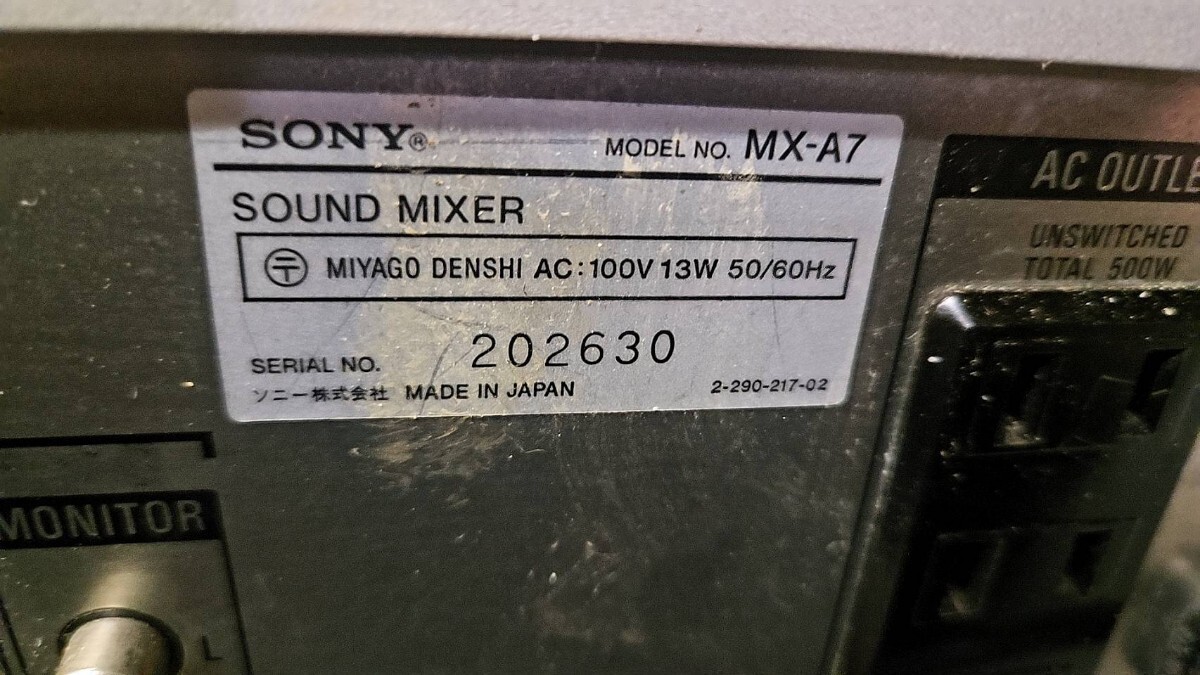 SONY® MODEL NO. MX-A7
SOUND MIXER
〶 MIYAGO DENSHI AC:100V 13W 50/60Hz
SERIAL NO. 202630
ソニー株式会社 MADE IN JAPAN 2-290-217-02
AC OUTLE
UNSWITCHED
TOTAL 500W
MONITOR
L